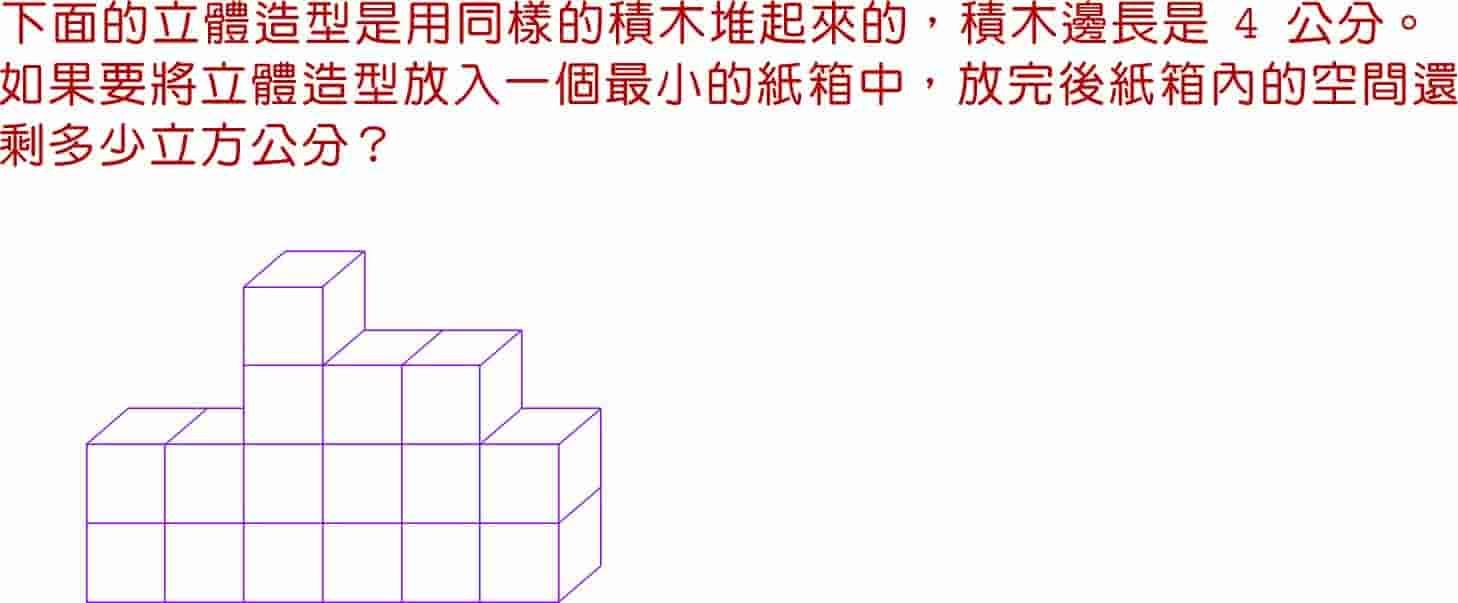 下面的立體造型是用同樣的積木堆起來的，積木邊長是 4 公分。
如果要將立體造型放入一個最小的紙箱中，放完後紙箱內的空間還
剩多少立方公分？